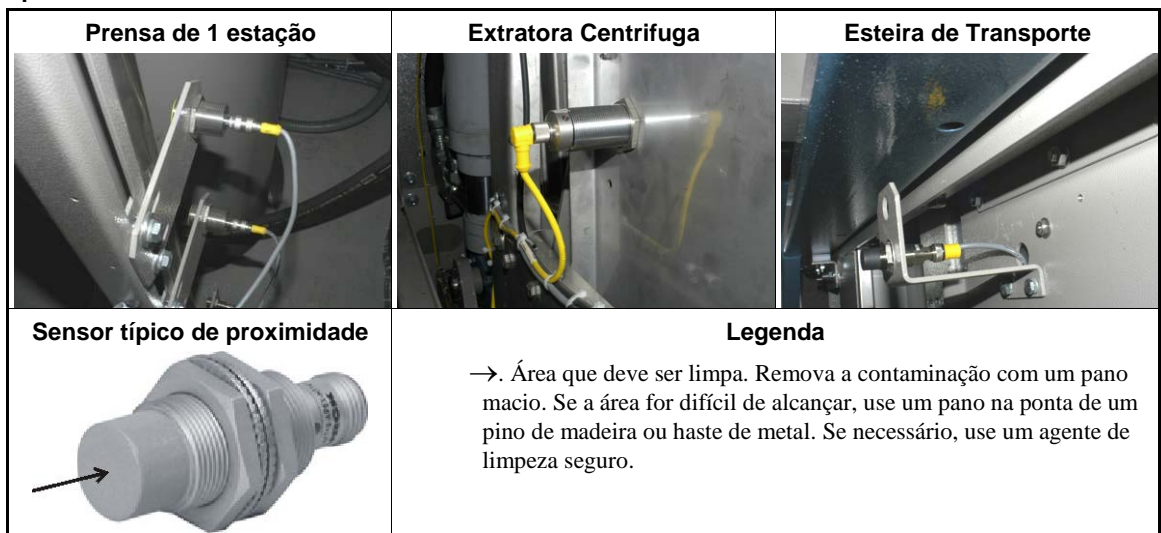 Prensa de 1 estação
Extratora Centrifuga
Esteira de Transporte
Sensor típico de proximidade
Legenda
→. Área que deve ser limpa. Remova a contaminação com um pano
macio. Se a área for difícil de alcançar, use um pano na ponta de um
pino de madeira ou haste de metal. Se necessário, use um agente de
limpeza seguro.